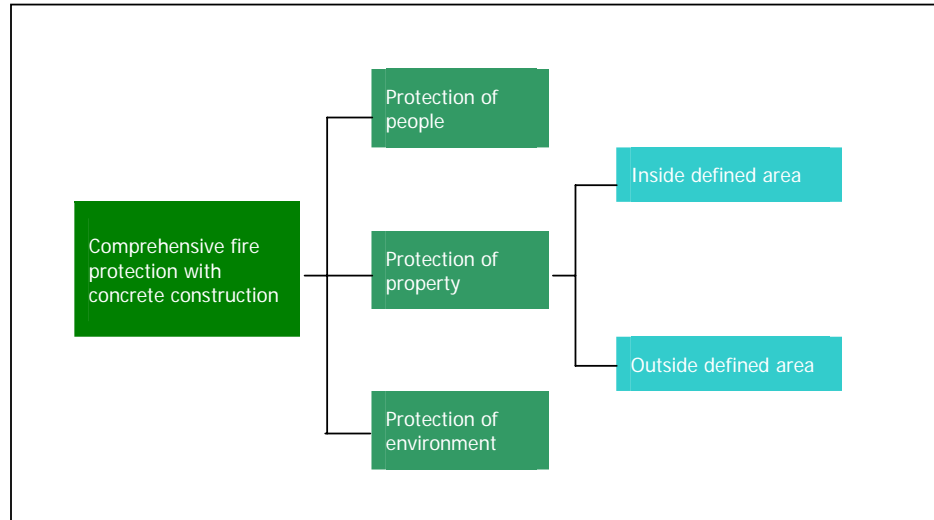 Protection of
people
Inside defined area
Comprehensive fire
protection with
concrete construction
Protection of
property
Outside defined area
Protection of
environment